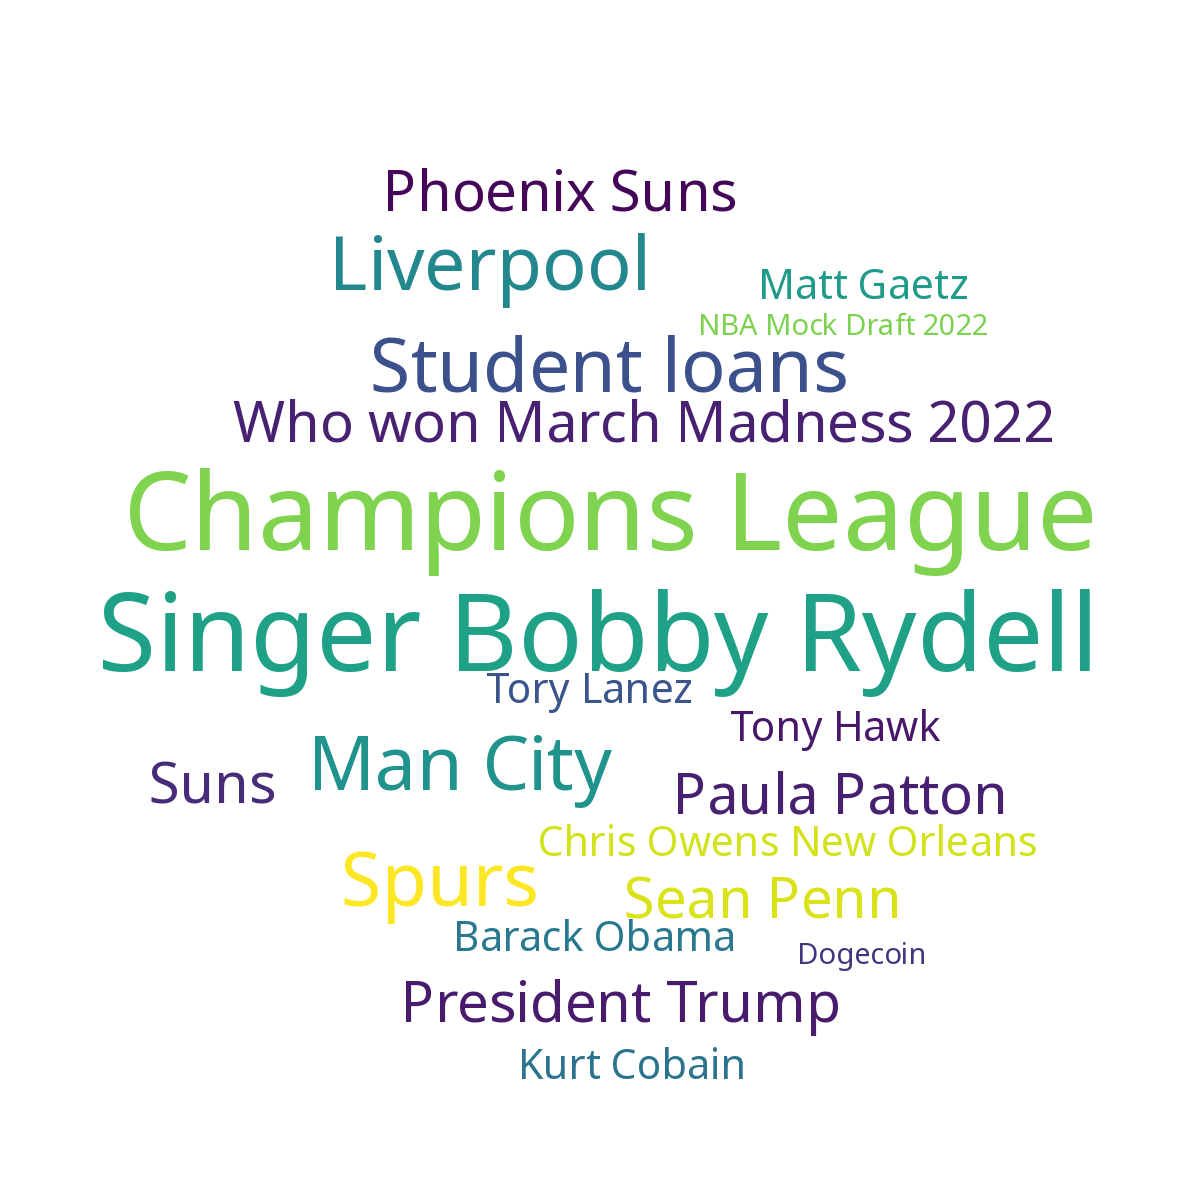 Phoenix Suns
Liverpool
Matt Gaetz
NBA Mock Draft 2022
Student loans
Who won March Madness 2022
Champions League
Singer Bobby Rydell
Tory Lanez
Tony Hawk
Man City
Suns
Paula Patton
Chris Owens New Orleans
Spurs
Sean Penn
Barack Obama
Dogecoin
President Trump
Kurt Cobain